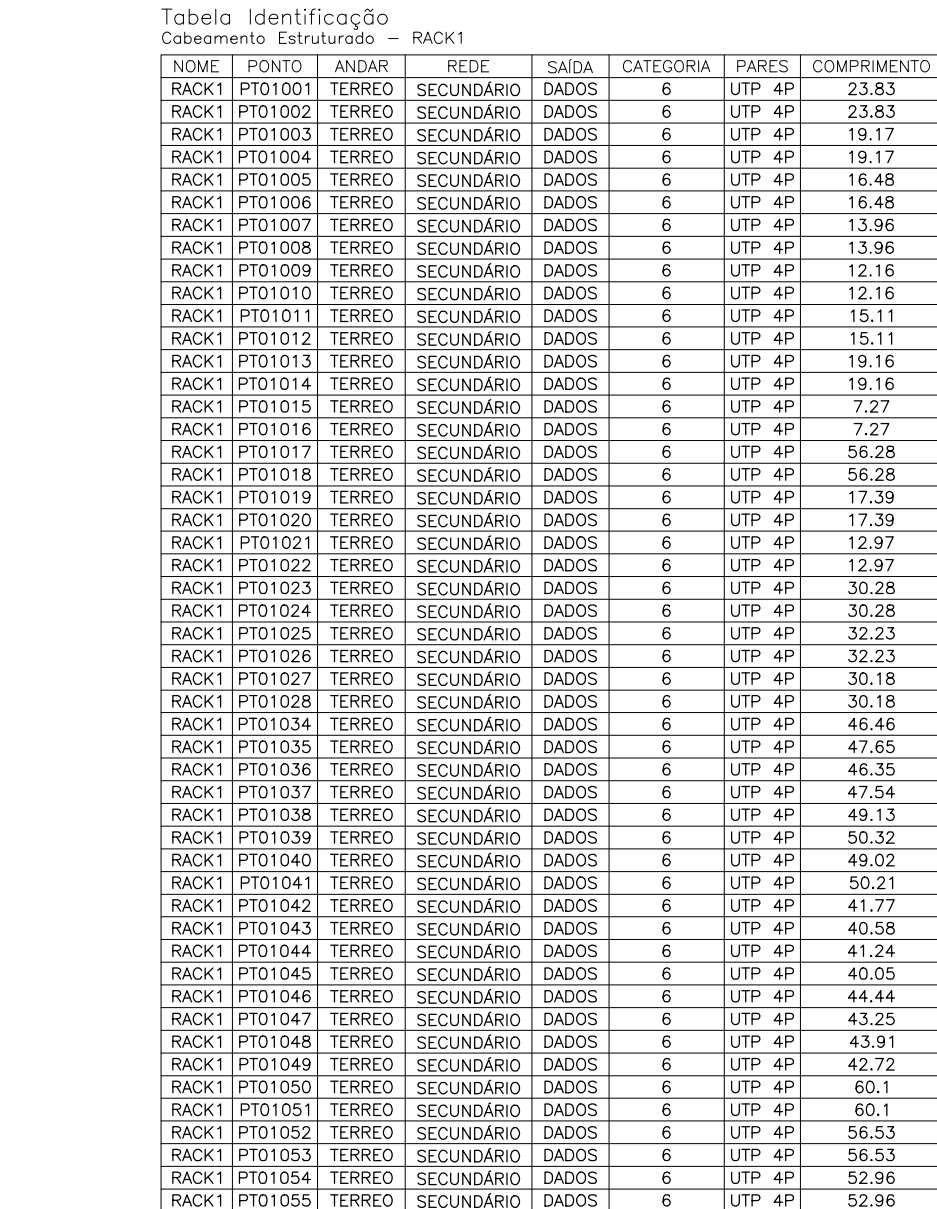 Tabela Identificação
Cabeamento Estruturado – RACK1
NOME PONTO ANDAR REDE SAÍDA CATEGORIA PARES COMPRIMENTO
RACK1 PT01001 TERREO SECUNDÁRIO DADOS 6 UTP 4P 23.83
RACK1 PT01002 TERREO SECUNDÁRIO DADOS 6 UTP 4P 23.83
RACK1 PT01003 TERREO SECUNDÁRIO DADOS 6 UTP 4P 19.17
RACK1 PT01004 TERREO SECUNDÁRIO DADOS 6 UTP 4P 19.17
RACK1 PT01005 TERREO SECUNDÁRIO DADOS 6 UTP 4P 16.48
RACK1 PT01006 TERREO SECUNDÁRIO DADOS 6 UTP 4P 16.48
RACK1 PT01007 TERREO SECUNDÁRIO DADOS 6 UTP 4P 13.96
RACK1 PT01008 TERREO SECUNDÁRIO DADOS 6 UTP 4P 13.96
RACK1 PT01009 TERREO SECUNDÁRIO DADOS 6 UTP 4P 12.16
RACK1 PT01010 TERREO SECUNDÁRIO DADOS 6 UTP 4P 12.16
RACK1 PT01011 TERREO SECUNDÁRIO DADOS 6 UTP 4P 15.11
RACK1 PT01012 TERREO SECUNDÁRIO DADOS 6 UTP 4P 15.11
RACK1 PT01013 TERREO SECUNDÁRIO DADOS 6 UTP 4P 19.16
RACK1 PT01014 TERREO SECUNDÁRIO DADOS 6 UTP 4P 19.16
RACK1 PT01015 TERREO SECUNDÁRIO DADOS 6 UTP 4P 7.27
RACK1 PT01016 TERREO SECUNDÁRIO DADOS 6 UTP 4P 7.27
RACK1 PT01017 TERREO SECUNDÁRIO DADOS 6 UTP 4P 56.28
RACK1 PT01018 TERREO SECUNDÁRIO DADOS 6 UTP 4P 56.28
RACK1 PT01019 TERREO SECUNDÁRIO DADOS 6 UTP 4P 17.39
RACK1 PT01020 TERREO SECUNDÁRIO DADOS 6 UTP 4P 17.39
RACK1 PT01021 TERREO SECUNDÁRIO DADOS 6 UTP 4P 12.97
RACK1 PT01022 TERREO SECUNDÁRIO DADOS 6 UTP 4P 12.97
RACK1 PT01023 TERREO SECUNDÁRIO DADOS 6 UTP 4P 30.28
RACK1 PT01024 TERREO SECUNDÁRIO DADOS 6 UTP 4P 30.28
RACK1 PT01025 TERREO SECUNDÁRIO DADOS 6 UTP 4P 32.23
RACK1 PT01026 TERREO SECUNDÁRIO DADOS 6 UTP 4P 32.23
RACK1 PT01027 TERREO SECUNDÁRIO DADOS 6 UTP 4P 30.18
RACK1 PT01028 TERREO SECUNDÁRIO DADOS 6 UTP 4P 30.18
RACK1 PT01034 TERREO SECUNDÁRIO DADOS 6 UTP 4P 46.46
RACK1 PT01035 TERREO SECUNDÁRIO DADOS 6 UTP 4P 47.65
RACK1 PT01036 TERREO SECUNDÁRIO DADOS 6 UTP 4P 46.35
RACK1 PT01037 TERREO SECUNDÁRIO DADOS 6 UTP 4P 47.54
RACK1 PT01038 TERREO SECUNDÁRIO DADOS 6 UTP 4P 49.13
RACK1 PT01039 TERREO SECUNDÁRIO DADOS 6 UTP 4P 50.32
RACK1 PT01040 TERREO SECUNDÁRIO DADOS 6 UTP 4P 49.02
RACK1 PT01041 TERREO SECUNDÁRIO DADOS 6 UTP 4P 50.21
RACK1 PT01042 TERREO SECUNDÁRIO DADOS 6 UTP 4P 41.77
RACK1 PT01043 TERREO SECUNDÁRIO DADOS 6 UTP 4P 40.58
RACK1 PT01044 TERREO SECUNDÁRIO DADOS 6 UTP 4P 41.24
RACK1 PT01045 TERREO SECUNDÁRIO DADOS 6 UTP 4P 40.05
RACK1 PT01046 TERREO SECUNDÁRIO DADOS 6 UTP 4P 44.44
RACK1 PT01047 TERREO SECUNDÁRIO DADOS 6 UTP 4P 43.25
RACK1 PT01048 TERREO SECUNDÁRIO DADOS 6 UTP 4P 43.91
RACK1 PT01049 TERREO SECUNDÁRIO DADOS 6 UTP 4P 42.72
RACK1 PT01050 TERREO SECUNDÁRIO DADOS 6 UTP 4P 60.1
RACK1 PT01051 TERREO SECUNDÁRIO DADOS 6 UTP 4P 60.1
RACK1 PT01052 TERREO SECUNDÁRIO DADOS 6 UTP 4P 56.53
RACK1 PT01053 TERREO SECUNDÁRIO DADOS 6 UTP 4P 56.53
RACK1 PT01054 TERREO SECUNDÁRIO DADOS 6 UTP 4P 52.96
RACK1 PT01055 TERREO SECUNDÁRIO DADOS 6 UTP 4P 52.96